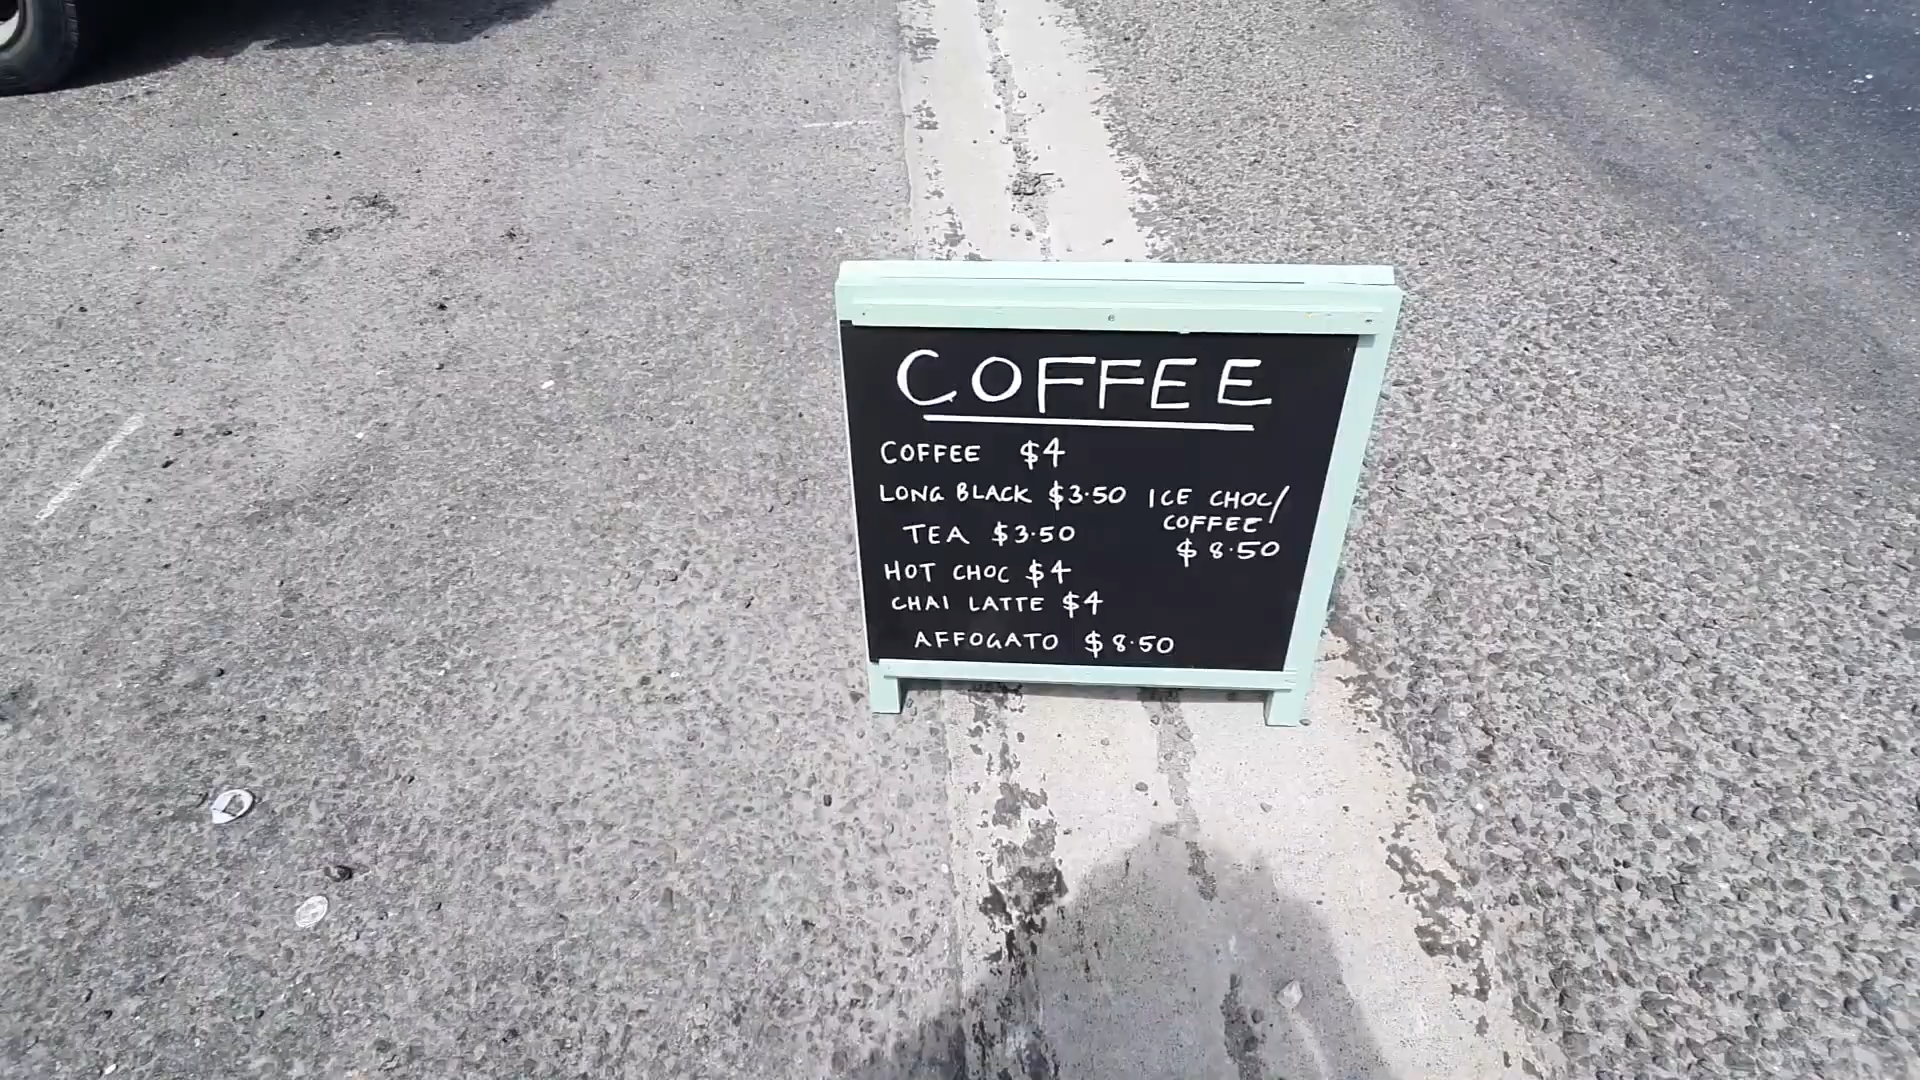 COFFEE
COFFEE $4
LONG BLACK $3.50
TEA $3.50
HOT CHOC $4
CHAI LATTE $4
AFFOGATO $8.50
ICE CHOC/
COFFEE
$8.50